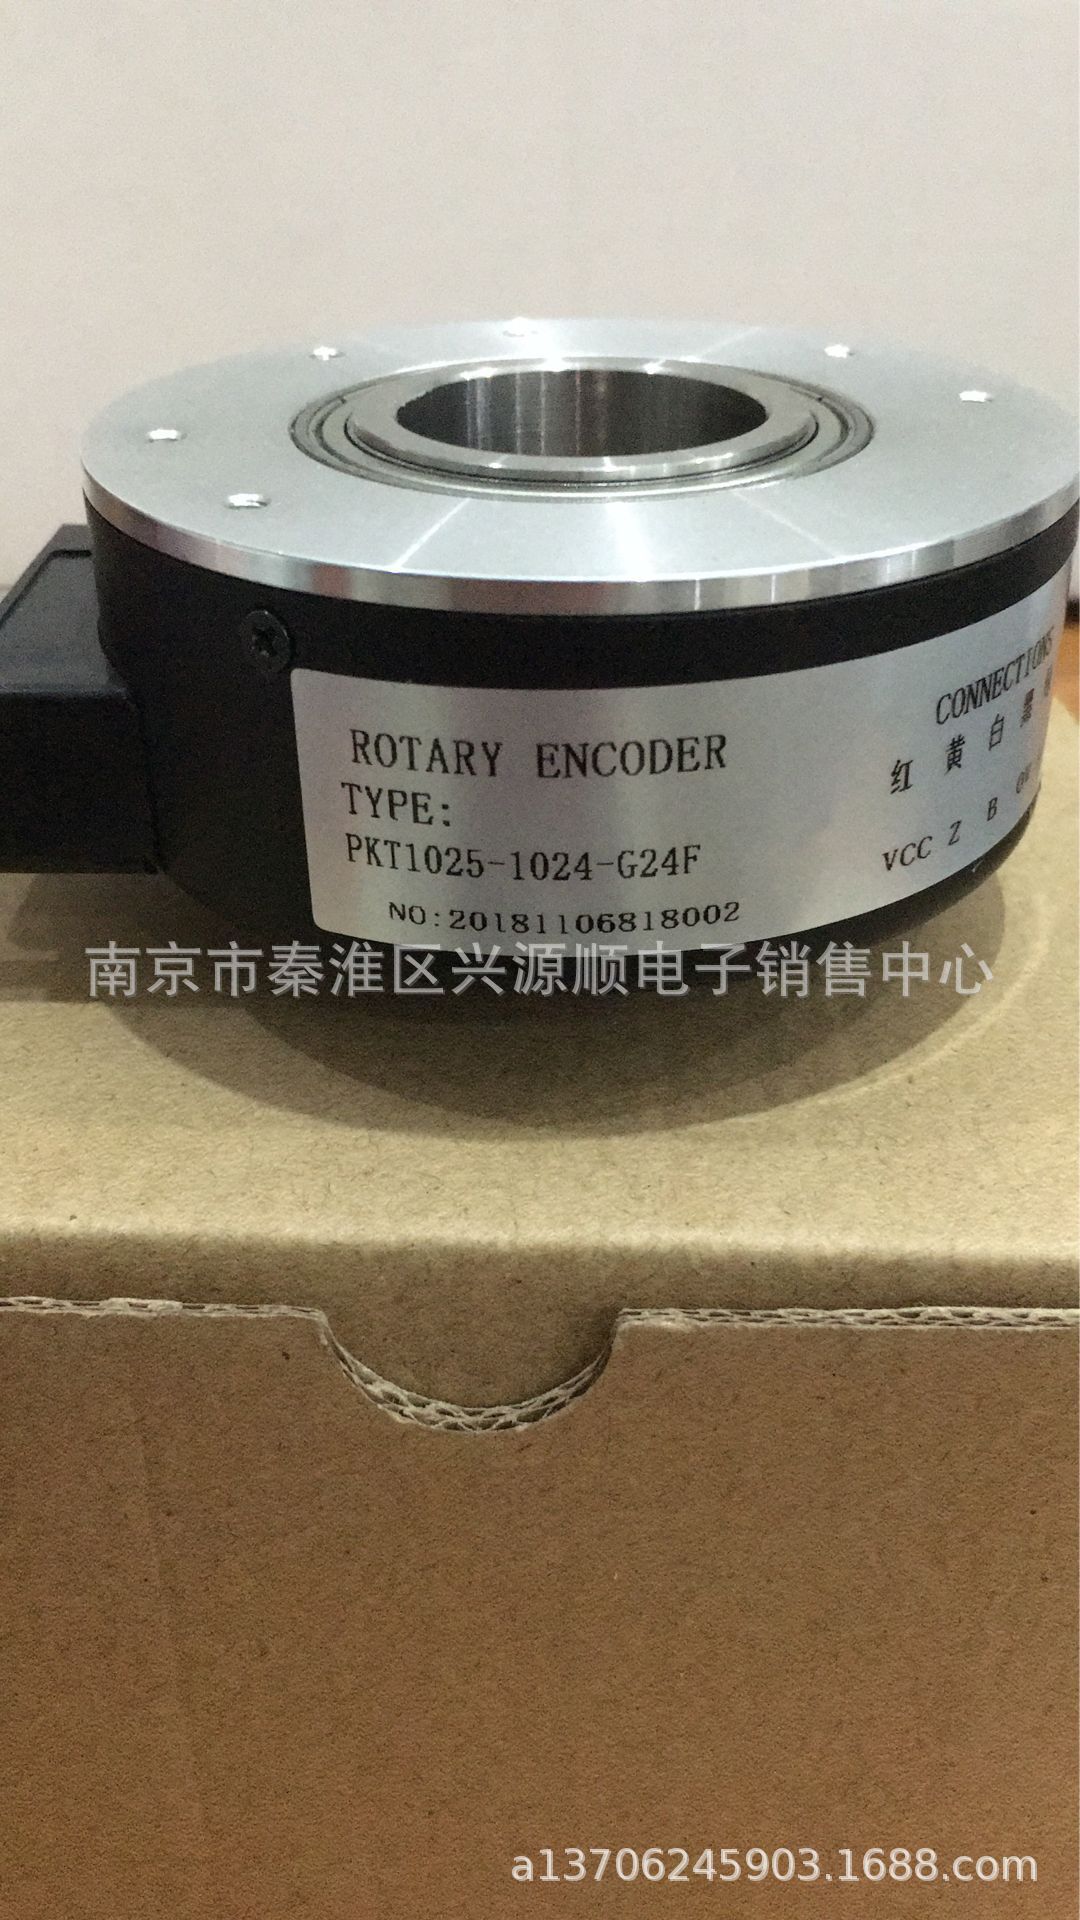 ROTARY ENCODER
TYPE:
PKT1025-1024-G24F
NO:20181106818002
CONNECTIONS
红 黄 白 黑
VCC Z B
南京市秦淮区兴源顺电子销售中心
a13706245903.1688.com